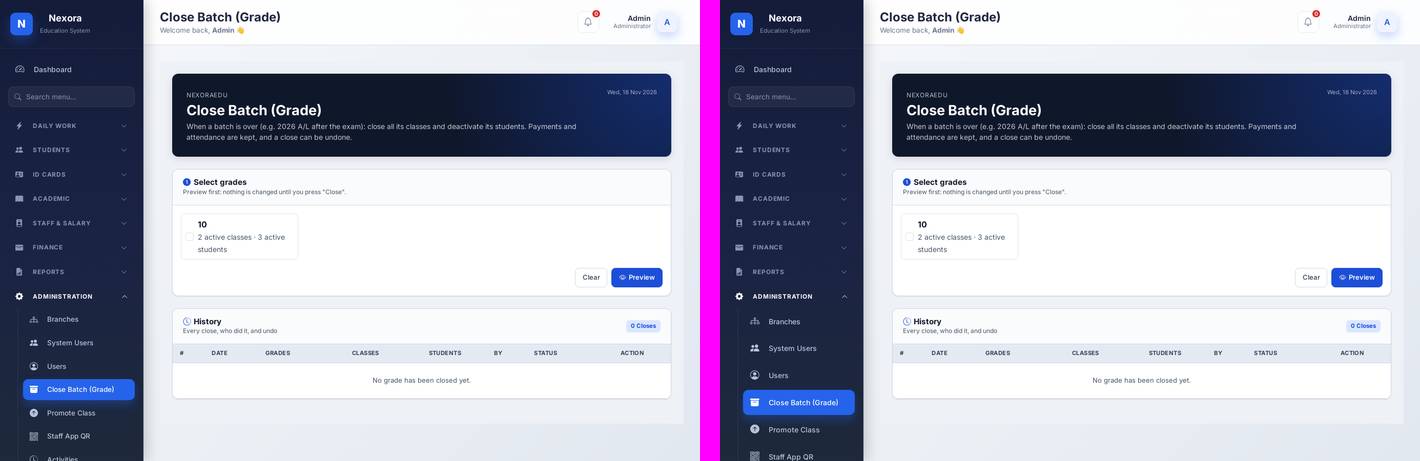 N
Nexora
Education System
Dashboard
Search menu...
DAILY WORK
STUDENTS
ID CARDS
ACADEMIC
STAFF & SALARY
FINANCE
REPORTS
ADMINISTRATION
Branches
System Users
Users
Close Batch (Grade)
Promote Class
Staff App QR
Activities
Close Batch (Grade)
Welcome back, Admin 👋
0
Admin
Administrator
A
NEXORAEDU
Wed, 18 Nov 2026
Close Batch (Grade)
When a batch is over (e.g. 2026 A/L after the exam): close all its classes and deactivate its students. Payments and
attendance are kept, and a close can be undone.
Select grades
Preview first: nothing is changed until you press "Close".
10
2 active classes · 3 active
students
Clear
Preview
History
Every close, who did it, and undo
0 Closes
# DATE GRADES CLASSES STUDENTS BY STATUS ACTION
No grade has been closed yet.
N
Nexora
Education System
Dashboard
Search menu...
DAILY WORK
STUDENTS
ID CARDS
ACADEMIC
STAFF & SALARY
FINANCE
REPORTS
ADMINISTRATION
Branches
System Users
Users
Close Batch (Grade)
Promote Class
Staff App QR
Close Batch (Grade)
Welcome back, Admin 👋
0
Admin
Administrator
A
NEXORAEDU
Wed, 18 Nov 2026
Close Batch (Grade)
When a batch is over (e.g. 2026 A/L after the exam): close all its classes and deactivate its students. Payments and
attendance are kept, and a close can be undone.
Select grades
Preview first: nothing is changed until you press "Close".
10
2 active classes · 3 active
students
Clear
Preview
History
Every close, who did it, and undo
0 Closes
# DATE GRADES CLASSES STUDENTS BY STATUS ACTION
No grade has been closed yet.